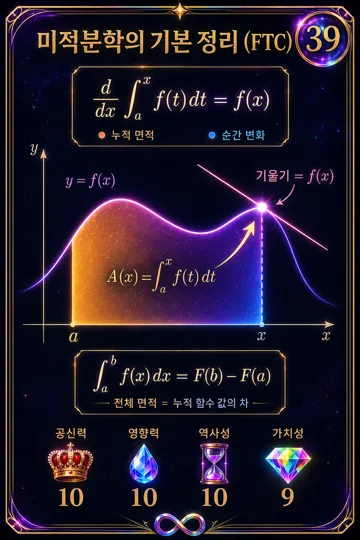 미적분학의 기본 정리 (FTC) 39
d/dx ∫_a^x f(t) dt = f(x)
누적 면적 순간 변화
y
y = f(x)
기울기 = f(x)
A(x) = ∫_a^x f(t) dt
a x x
∫_a^b f(x) dx = F(b) − F(a)
전체 면적 = 누적 함수 값의 차
공신력 영향력 역사성 가치성
10 10 10 9